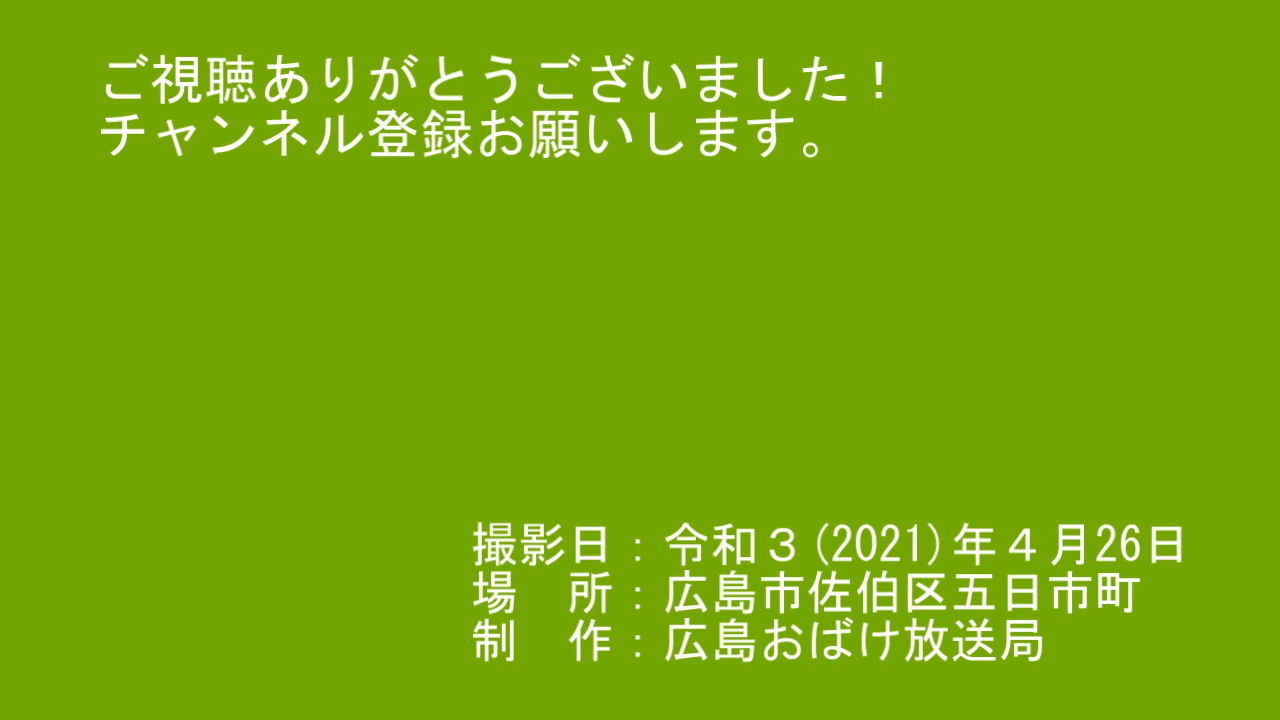 ご視聴ありがとうございました！
チャンネル登録お願いします。
撮影日：令和３(2021)年４月26日
場　所：広島市佐伯区五日市町
制　作：広島おばけ放送局